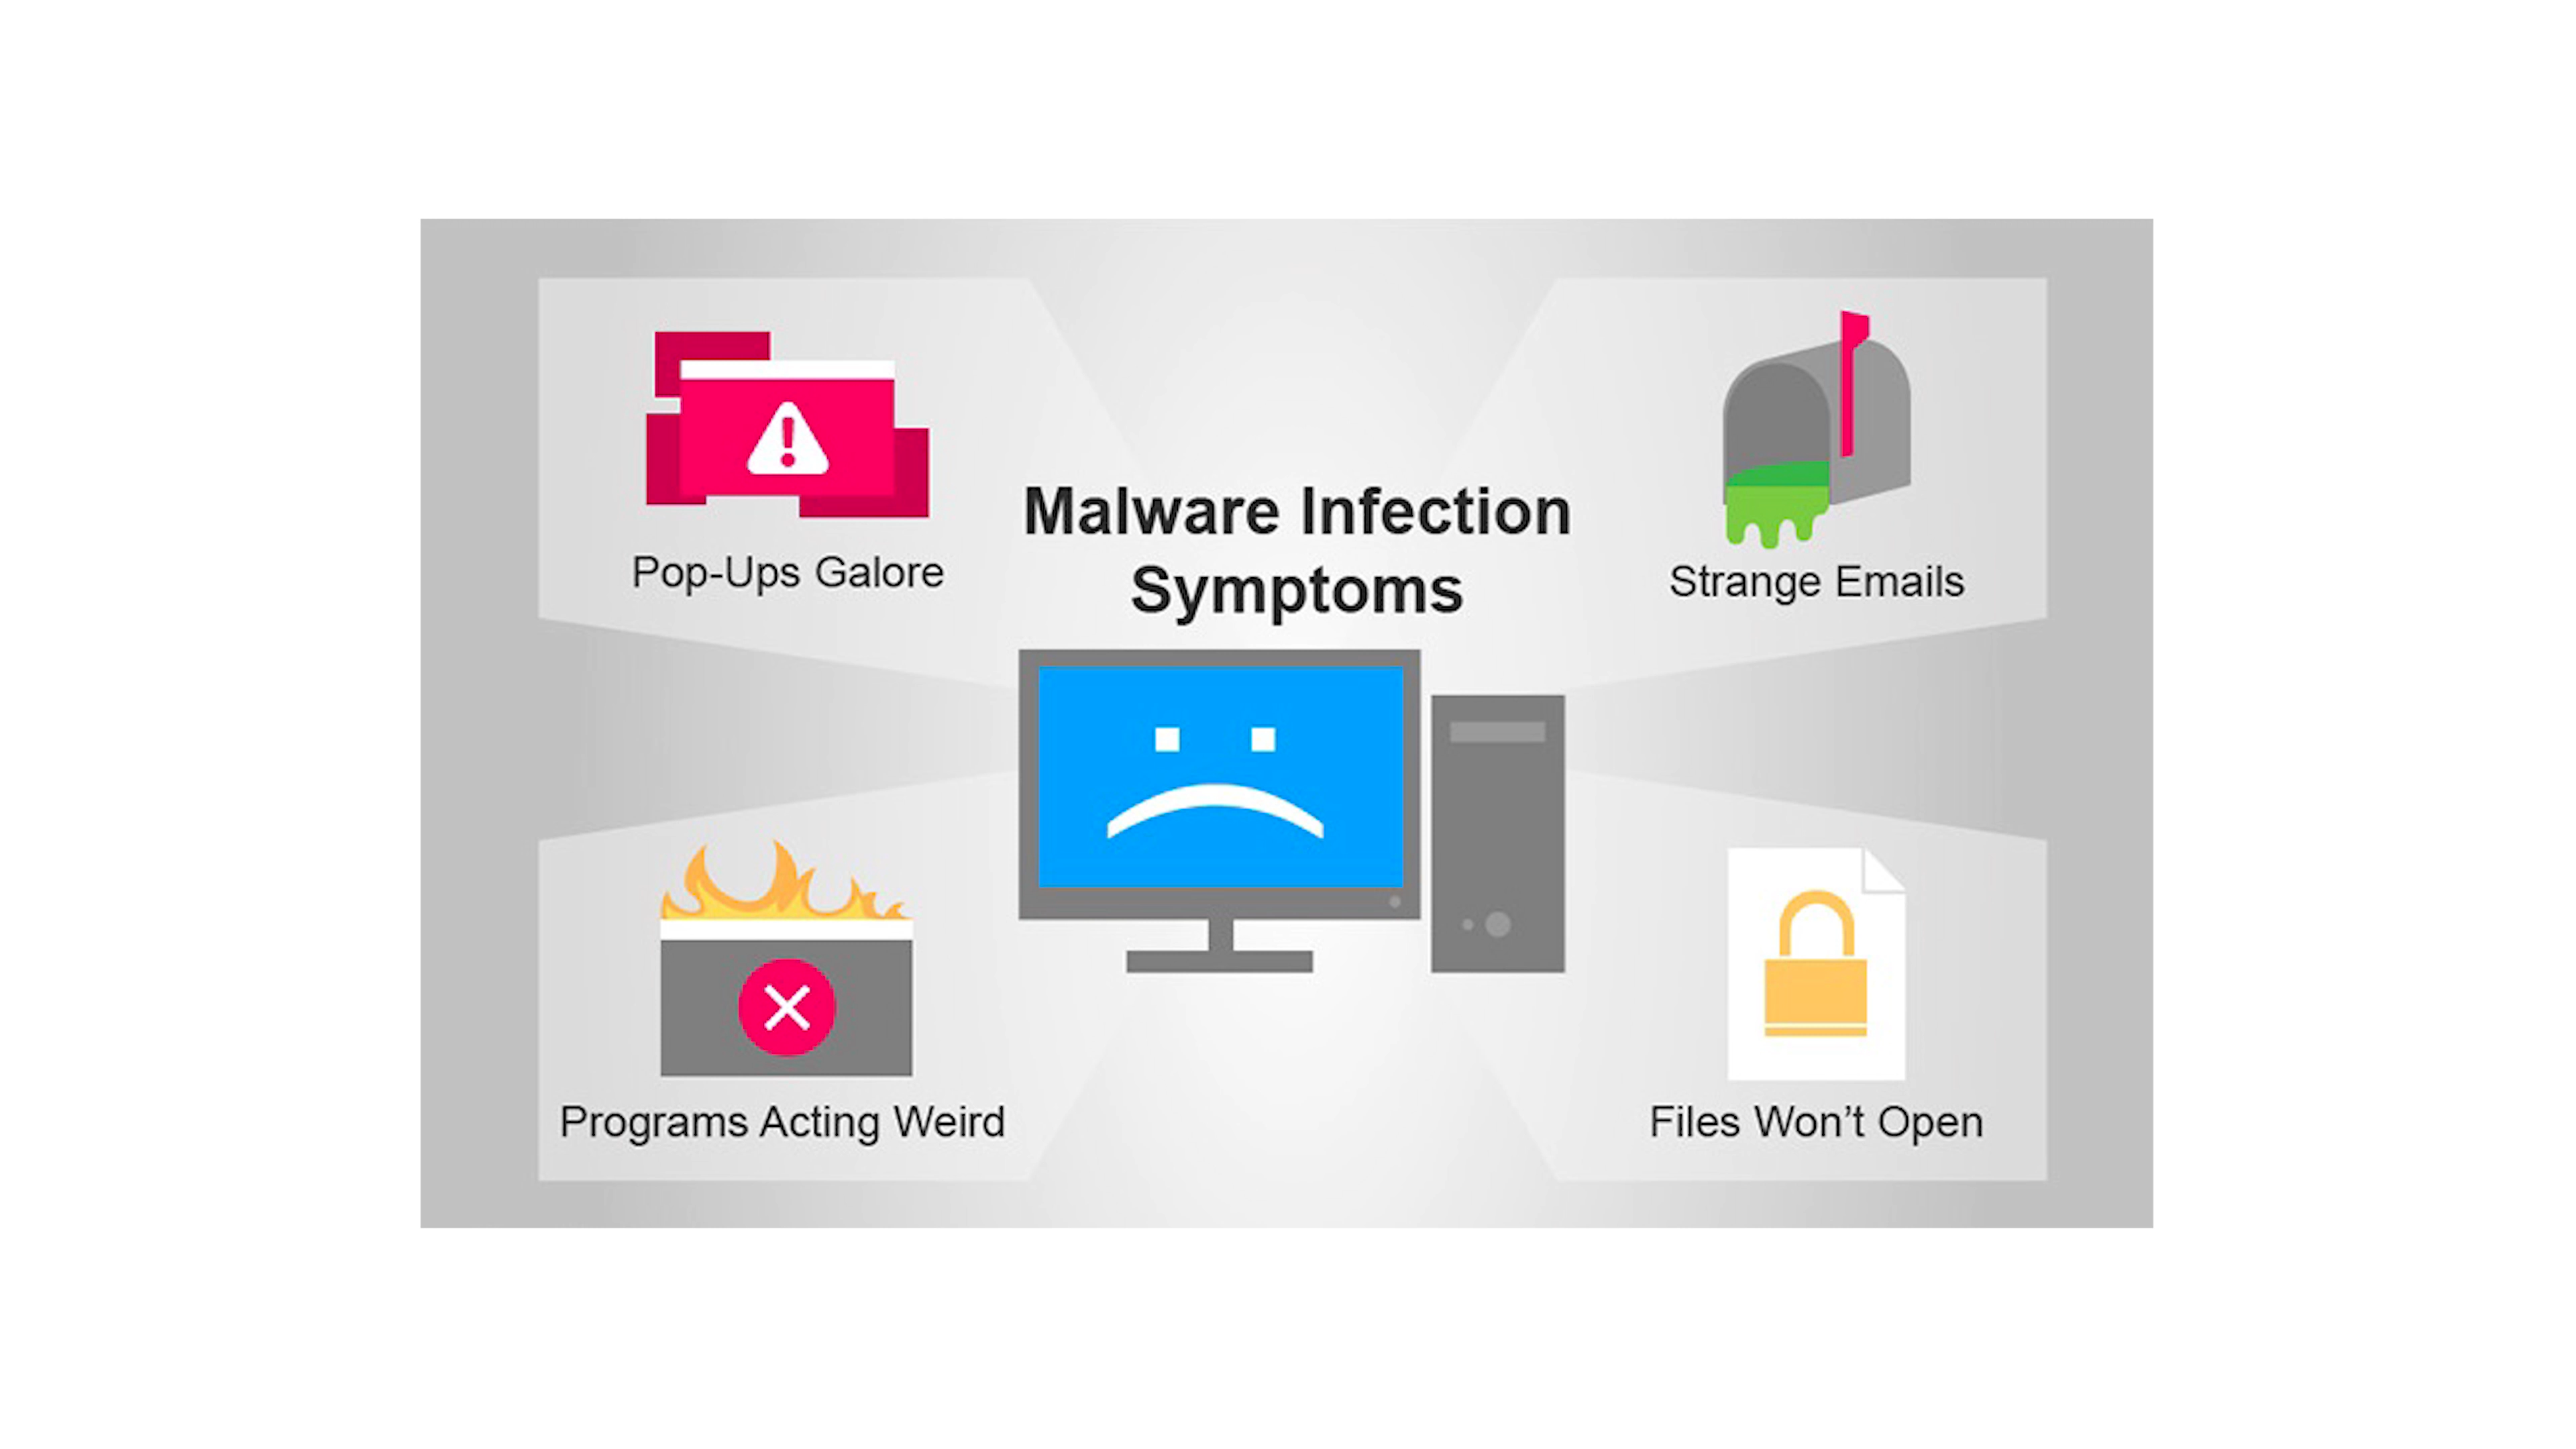 Malware Infection
Symptoms
Pop-Ups Galore
Strange Emails
Programs Acting Weird
Files Won’t Open